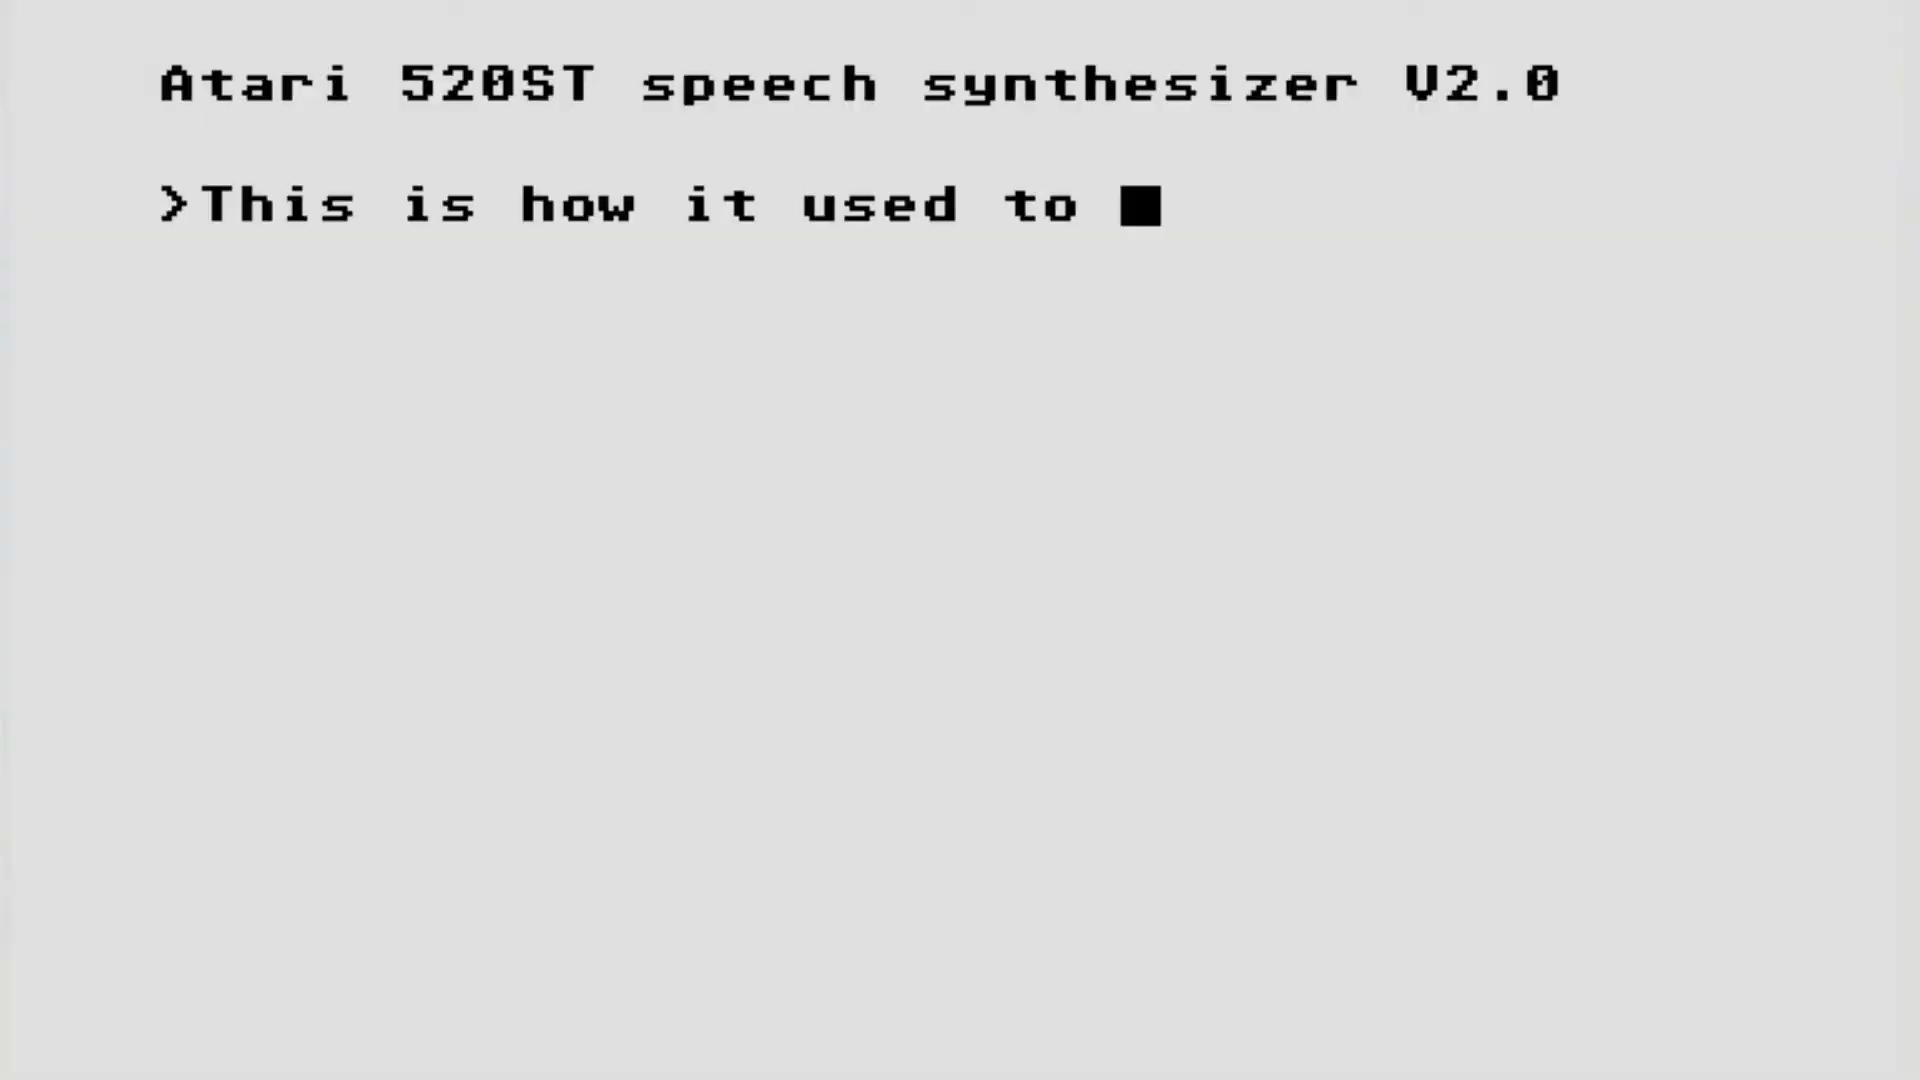 Atari 520ST speech synthesizer V2.0
>This is how it used to